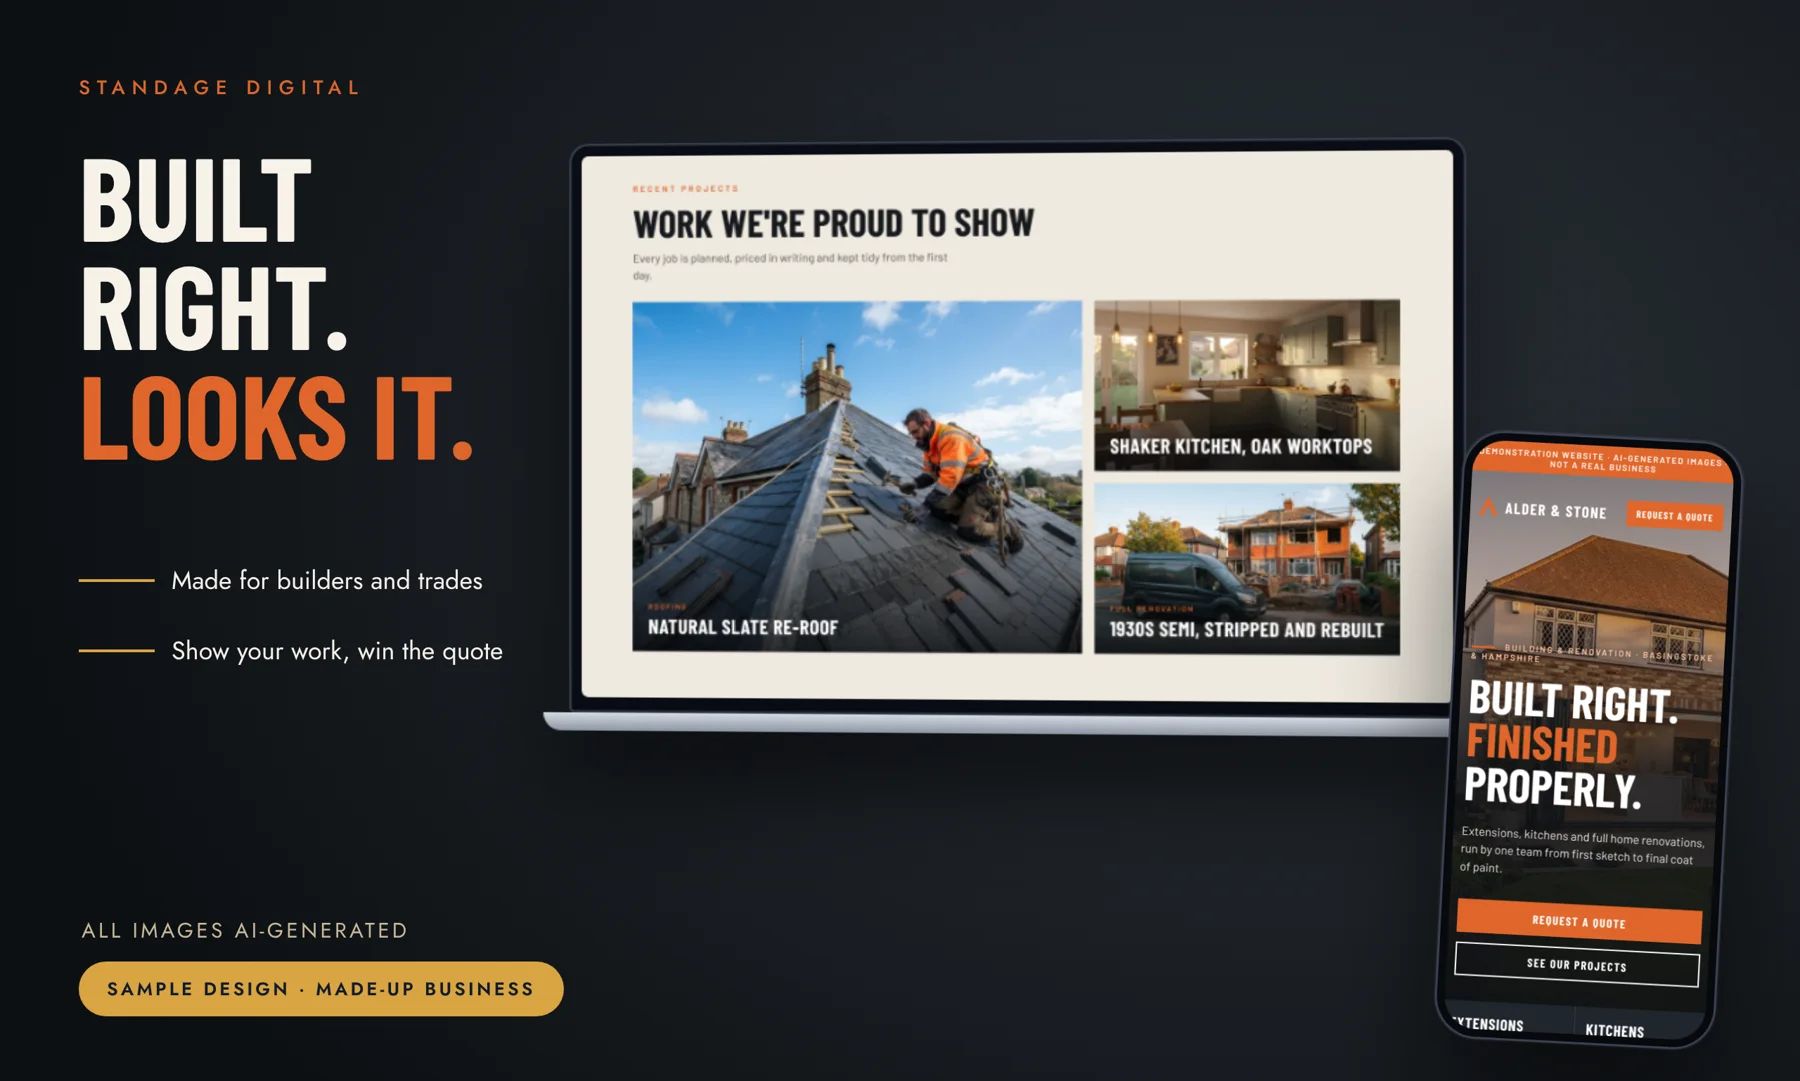 STANDAGE DIGITAL
BUILT
RIGHT.
LOOKS IT.
Made for builders and trades
Show your work, win the quote
ALL IMAGES AI-GENERATED
SAMPLE DESIGN · MADE-UP BUSINESS
RECENT PROJECTS
WORK WE'RE PROUD TO SHOW
Every job is planned, priced in writing and kept tidy from the first
day.
ROOFING
NATURAL SLATE RE-ROOF
SHAKER KITCHEN, OAK WORKTOPS
FULL RENOVATION
1930S SEMI, STRIPPED AND REBUILT
DEMONSTRATION WEBSITE · AI-GENERATED IMAGES
NOT A REAL BUSINESS
ALDER & STONE
REQUEST A QUOTE
BUILDING & RENOVATION · BASINGSTOKE
& HAMPSHIRE
BUILT RIGHT.
FINISHED
PROPERLY.
Extensions, kitchens and full home renovations,
run by one team from first sketch to final coat
of paint.
REQUEST A QUOTE
SEE OUR PROJECTS
EXTENSIONS
KITCHENS